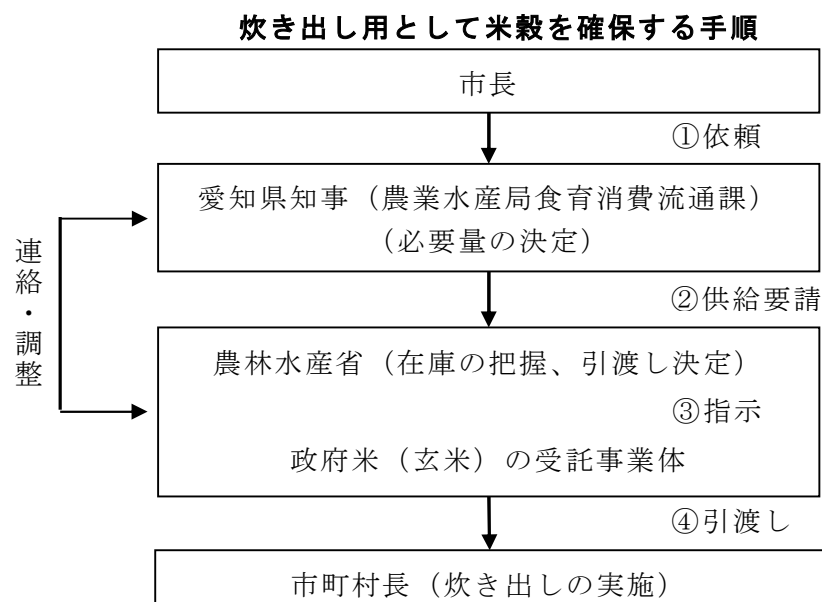 炊き出し用として米穀を確保する手順
市長
①依頼
愛知県知事（農業水産局食育消費流通課）
（必要量の決定）
連絡・調整
②供給要請
農林水産省（在庫の把握、引渡し決定）
③指示
政府米（玄米）の受託事業体
④引渡し
市町村長（炊き出しの実施）